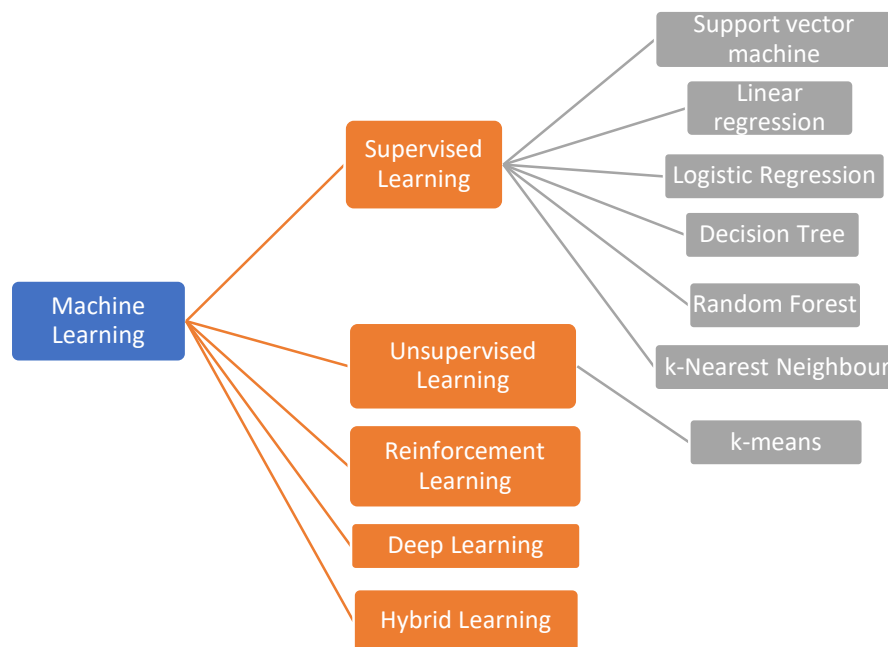 Machine
Learning
Supervised
Learning
Support vector
machine
Linear
regression
Logistic Regression
Decision Tree
Random Forest
k-Nearest Neighbour
Unsupervised
Learning
k-means
Reinforcement
Learning
Deep Learning
Hybrid Learning